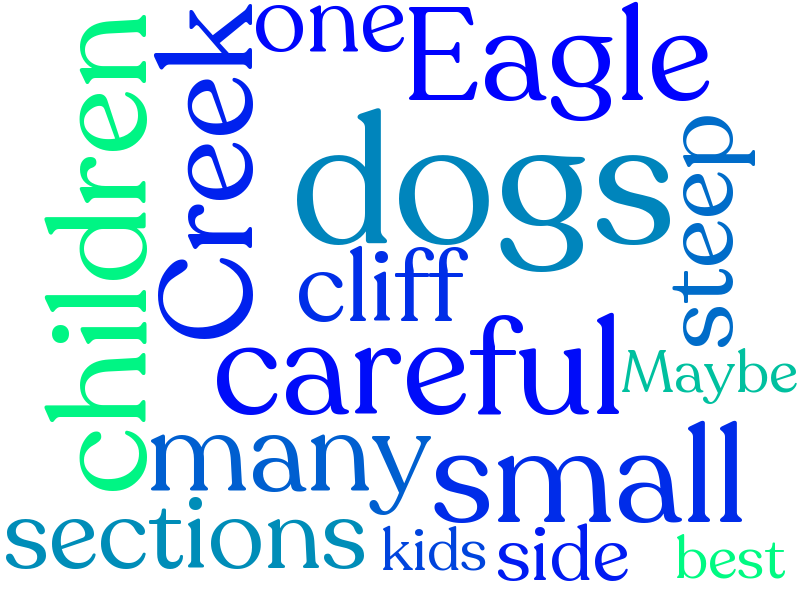 one
Eagle
children
Creek
dogs
steep
cliff
careful
Maybe
many
small
sections
kids
side
best